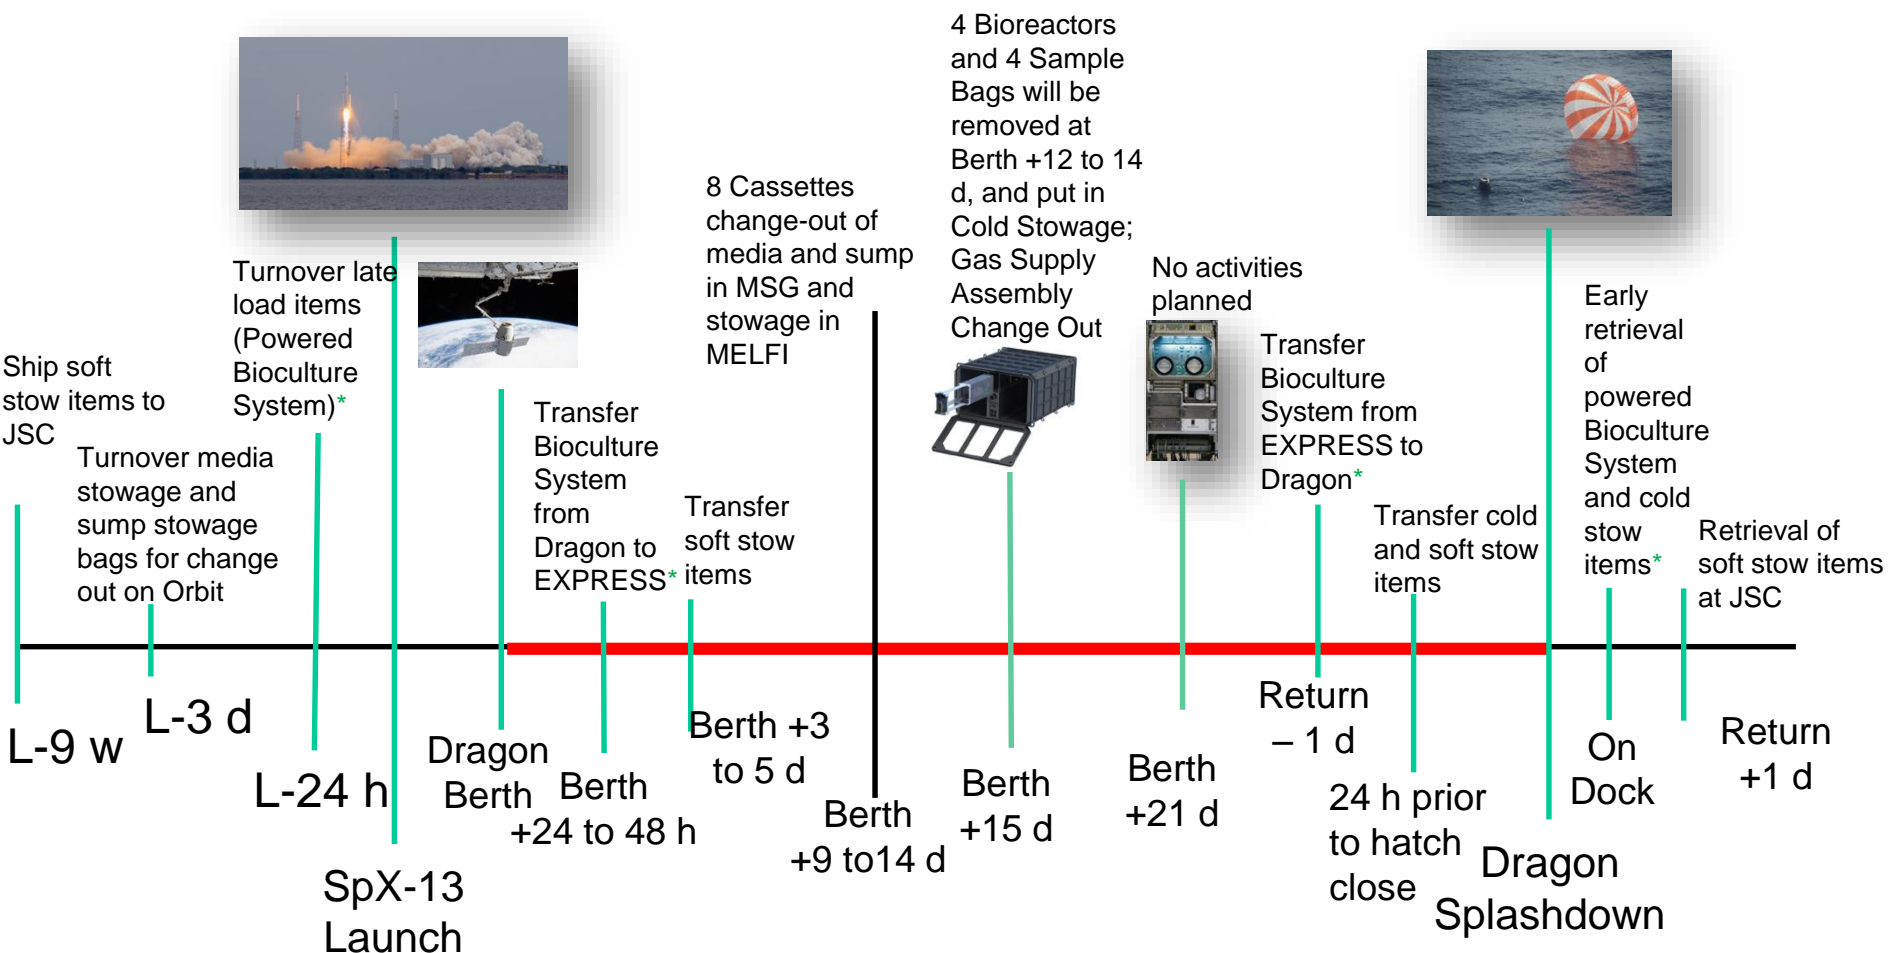 Ship soft
stow items to
JSC
L-9 w
Turnover media
stowage and
sump stowage
bags for change
out on Orbit
L-3 d
Turnover late
load items
(Powered
Bioculture
System)*
L-24 h
SpX-13
Launch
Dragon
Berth
Transfer
Bioculture
System
from
Dragon to
EXPRESS*
Berth
+24 to 48 h
Transfer
soft stow
items
Berth +3
to 5 d
8 Cassettes
change-out of
media and sump
in MSG and
stowage in
MELFI
Berth
+9 to14 d
4 Bioreactors
and 4 Sample
Bags will be
removed at
Berth +12 to 14
d, and put in
Cold Stowage;
Gas Supply
Assembly
Change Out
Berth
+15 d
No activities
planned
Berth
+21 d
Transfer
Bioculture
System from
EXPRESS to
Dragon*
Return
– 1 d
Transfer cold
and soft stow
items
24 h prior
to hatch
close
Dragon
Splashdown
Early
retrieval
of
powered
Bioculture
System
and cold
stow
items*
On
Dock
Retrieval of
soft stow items
at JSC
Return
+1 d